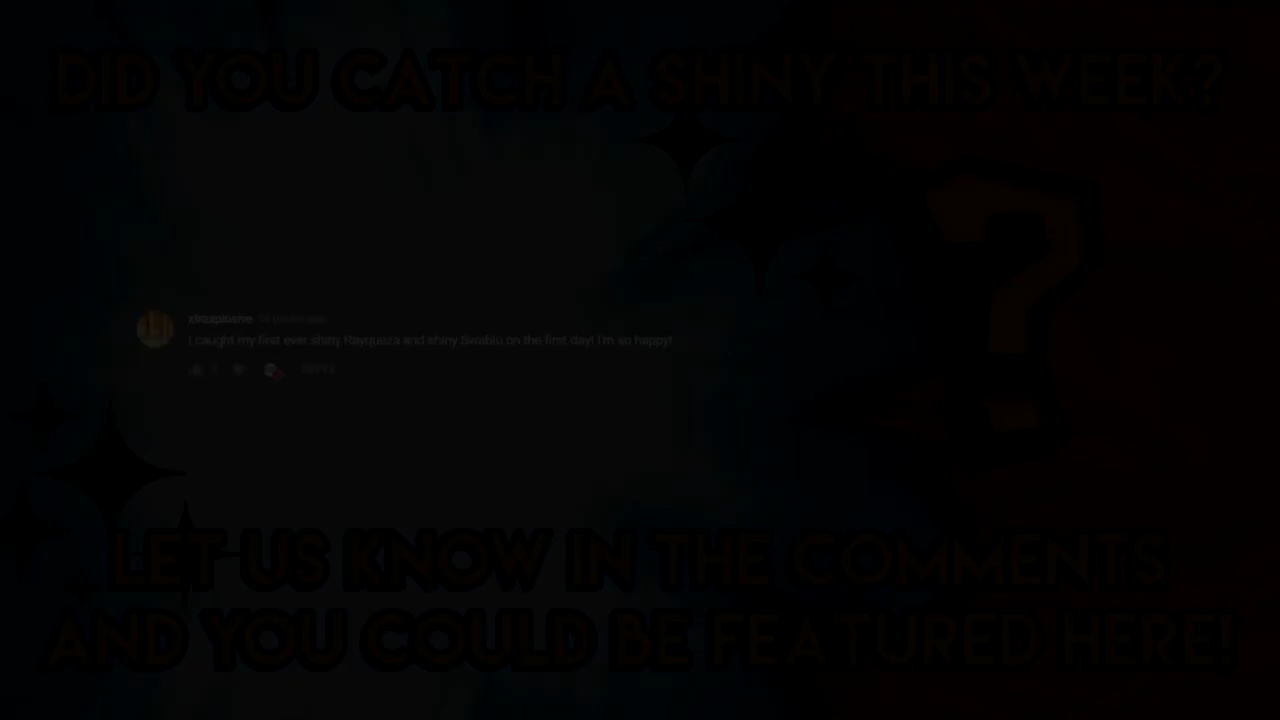 DID YOU CATCH A SHINY THIS WEEK?
I caught my first ever shiny Rayquaza and shiny Swablu on the first day! I'm so happy!
REPLY
LET US KNOW IN THE COMMENTS
AND YOU COULD BE FEATURED HERE!